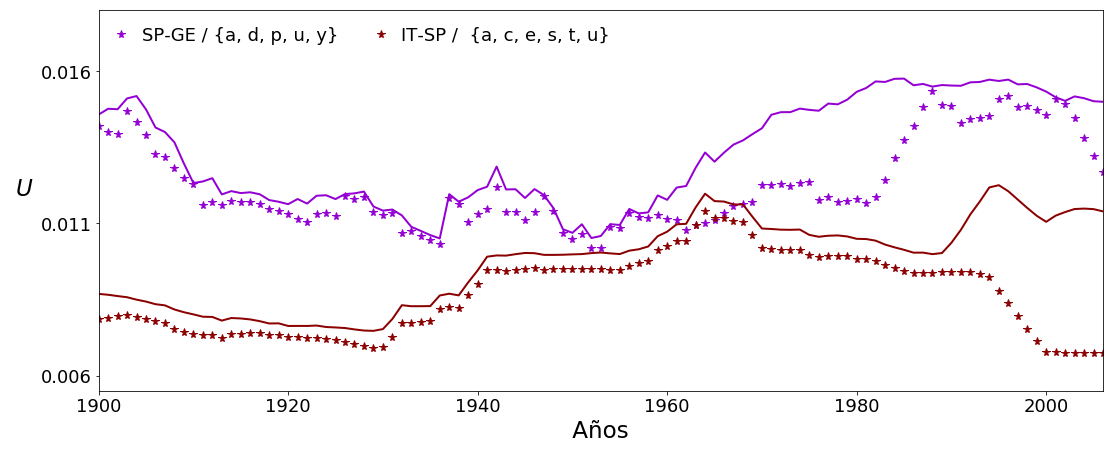 SP-GE / {a, d, p, u, y}
IT-SP / {a, c, e, s, t, u}
0.016
0.011
0.006
U
1900 1920 1940 1960 1980 2000
Años